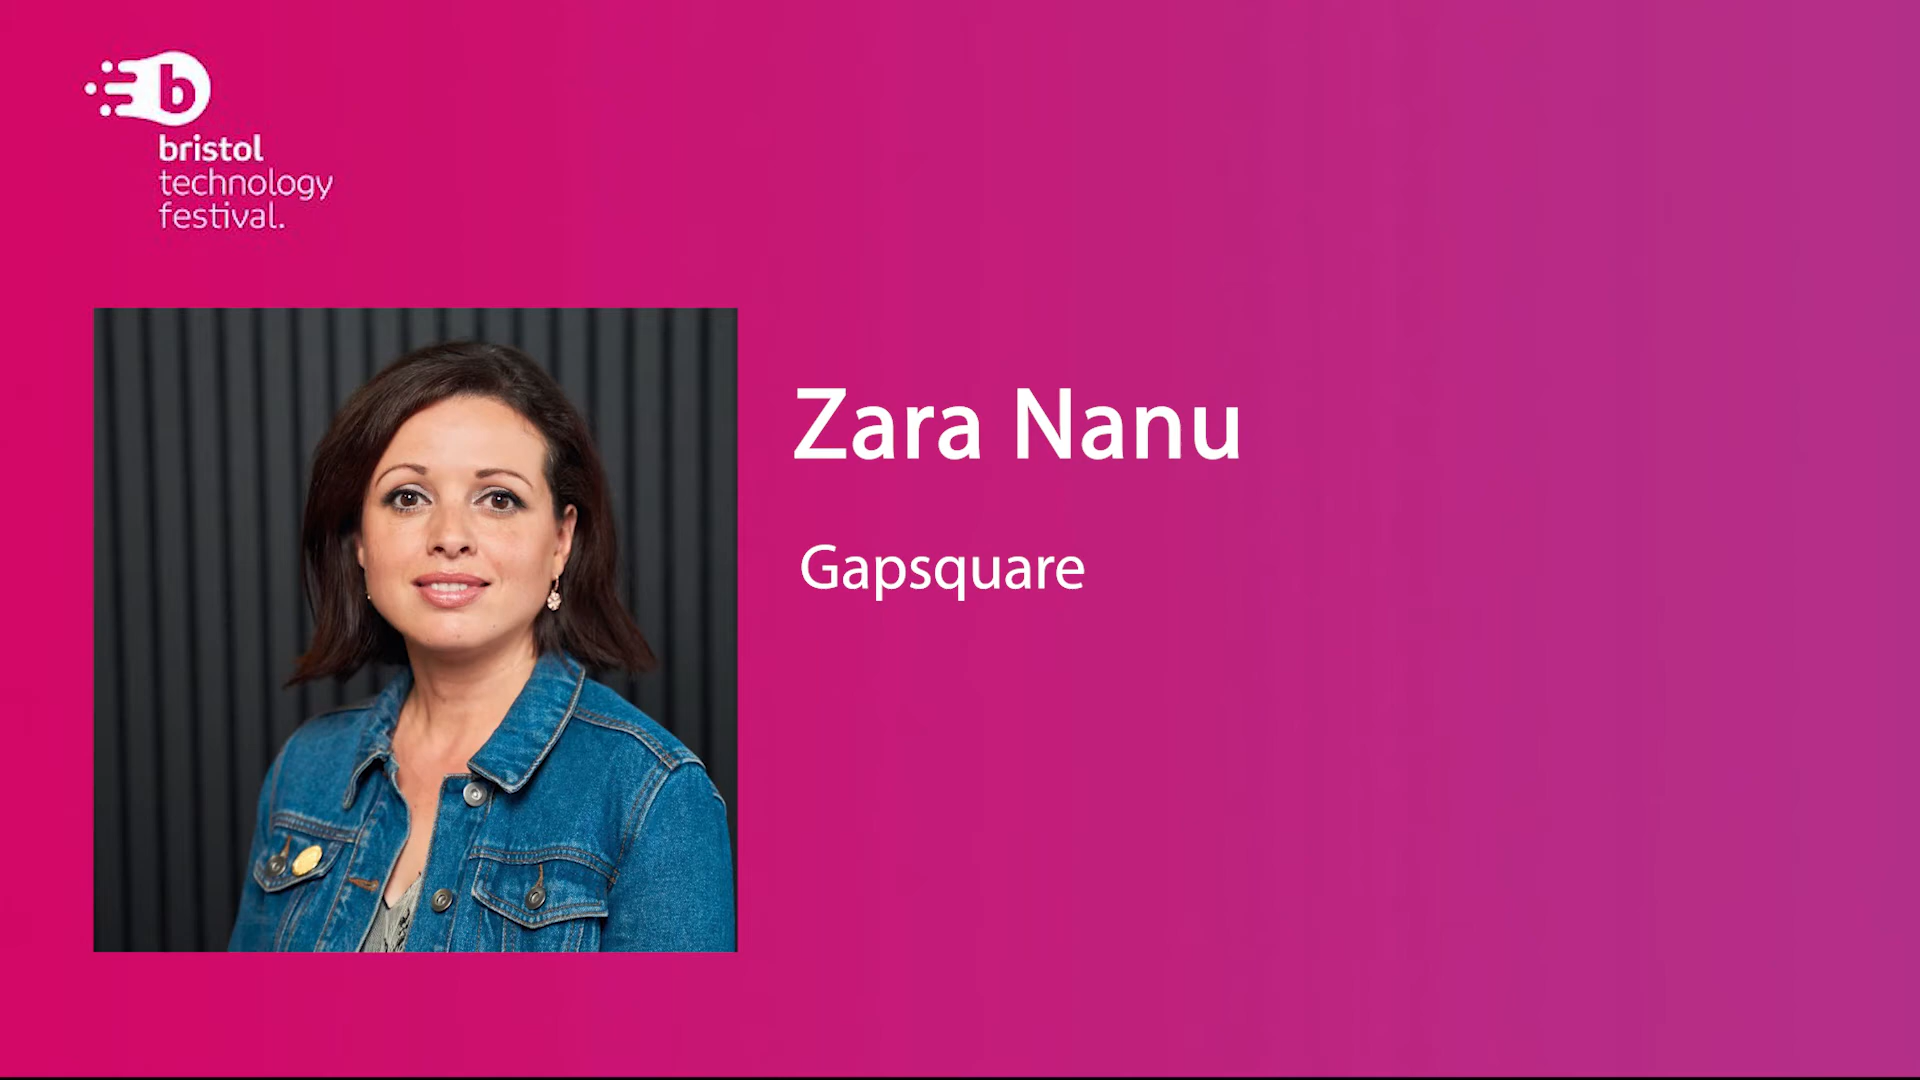 b
bristol
technology
festival.
Zara Nanu
Gapsquare